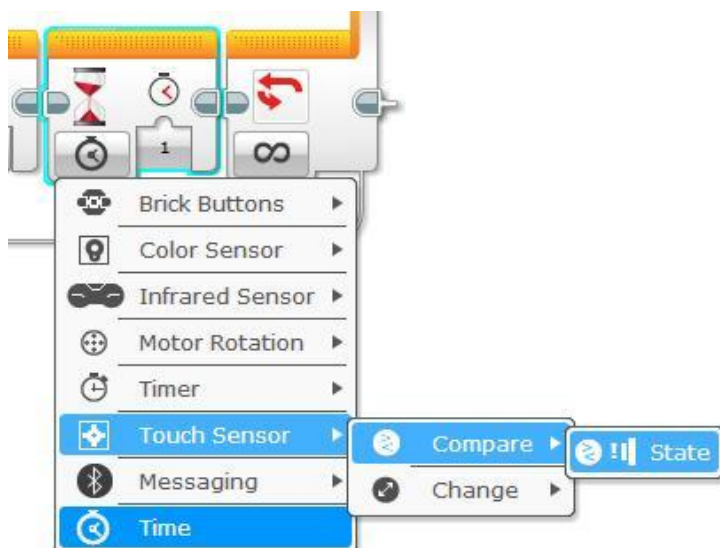 1
Brick Buttons
Color Sensor
Infrared Sensor
Motor Rotation
Timer
Touch Sensor
Compare
State
Messaging
Change
Time